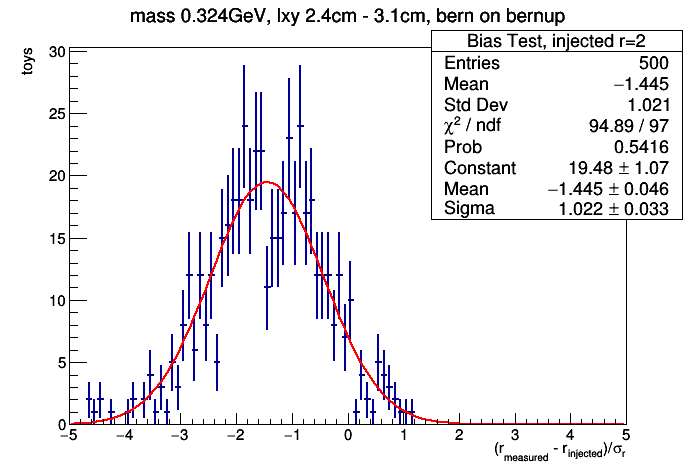 mass 0.324GeV, lxy 2.4cm - 3.1cm, bern on bernup
Bias Test, injected r=2
Entries 500
Mean −1.445
Std Dev 1.021
χ² / ndf 94.89 / 97
Prob 0.5416
Constant 19.48 ± 1.07
Mean −1.445 ± 0.046
Sigma 1.022 ± 0.033
toys
30
25
20
15
10
5
0
−5 −4 −3 −2 −1 0 1 2 3 4 5
(r_measured - r_injected)/σ_r